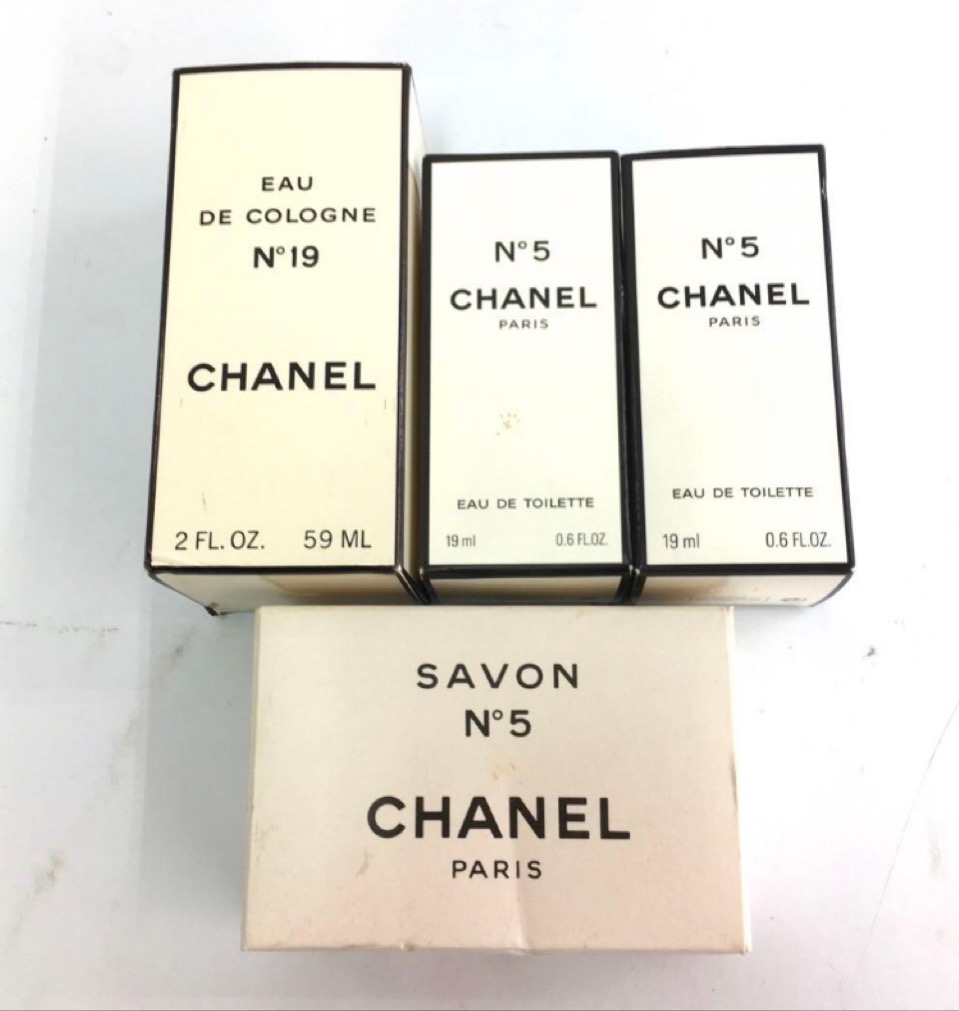 EAU
DE COLOGNE
N°19
CHANEL
2 FL. OZ. 59 ML
N°5
CHANEL
PARIS
EAU DE TOILETTE
19 ml 0.6 FL.OZ.
N°5
CHANEL
PARIS
EAU DE TOILETTE
19 ml 0.6 FL.OZ.
SAVON
N°5
CHANEL
PARIS